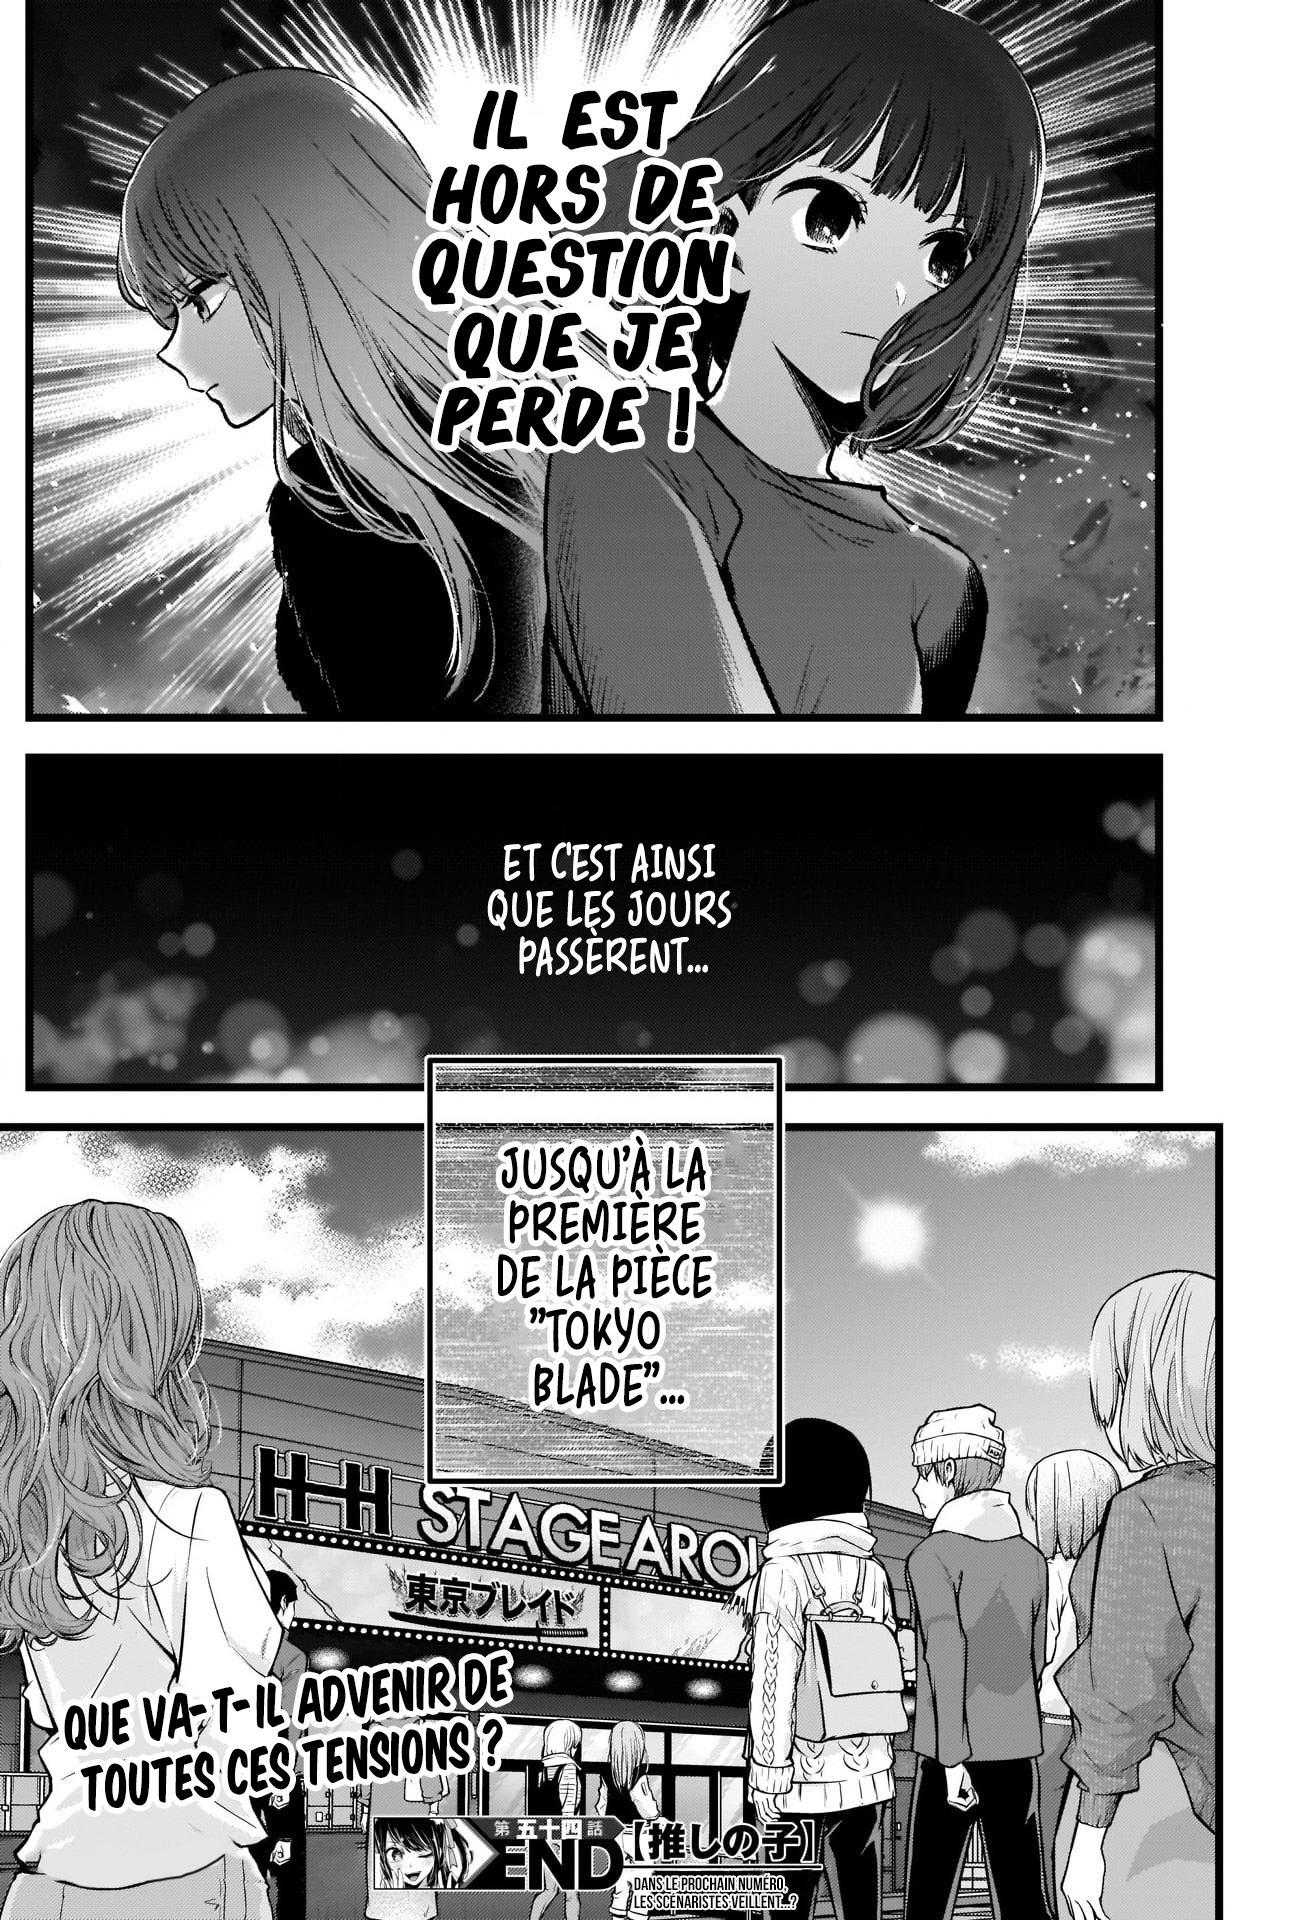 IL EST
HORS DE
QUESTION
QUE JE
PERDE !
ET C'EST AINSI
QUE LES JOURS
PASSÈRENT...
JUSQU'À LA
PREMIÈRE
DE LA PIÈCE
"TOKYO
BLADE"...
H-H STAGE AROU
東京ブレイド
QUE VA-T-IL ADVENIR DE
TOUTES CES TENSIONS ?
第五十四話
END
【推しの子】
DANS LE PROCHAIN NUMÉRO,
LES SCÉNARISTES VEILLENT...?